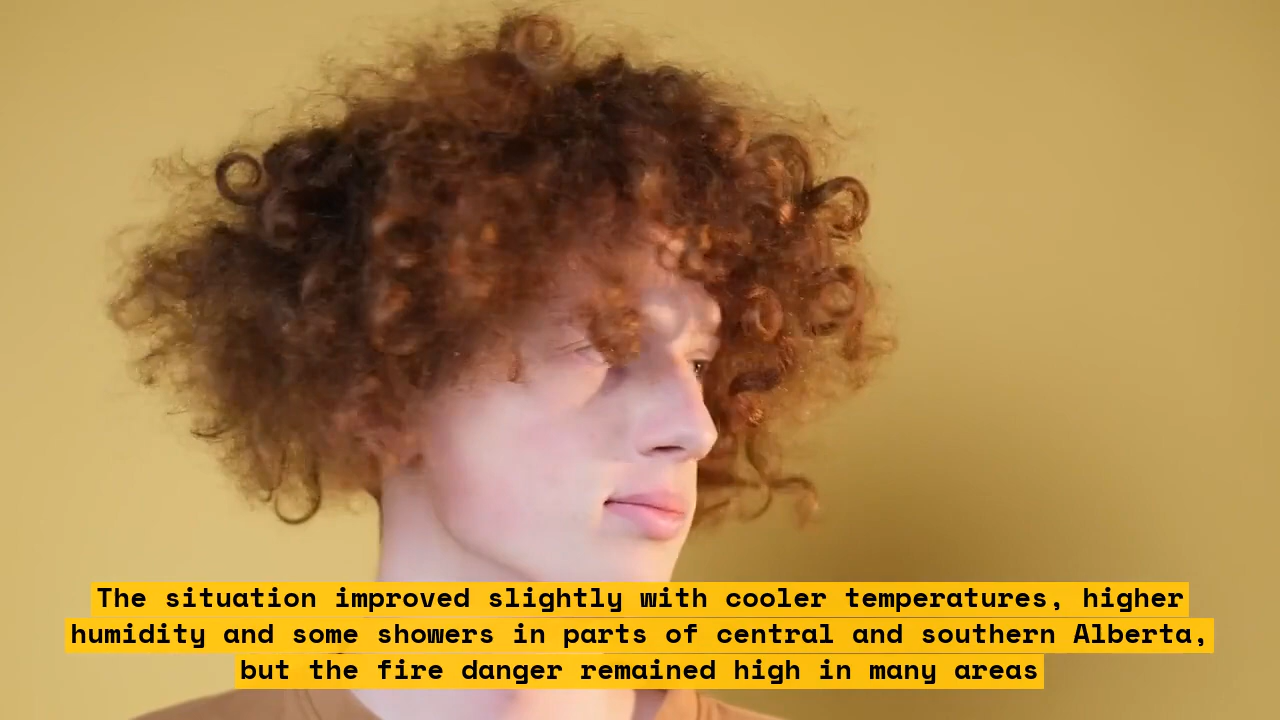 The situation improved slightly with cooler temperatures, higher
humidity and some showers in parts of central and southern Alberta,
but the fire danger remained high in many areas